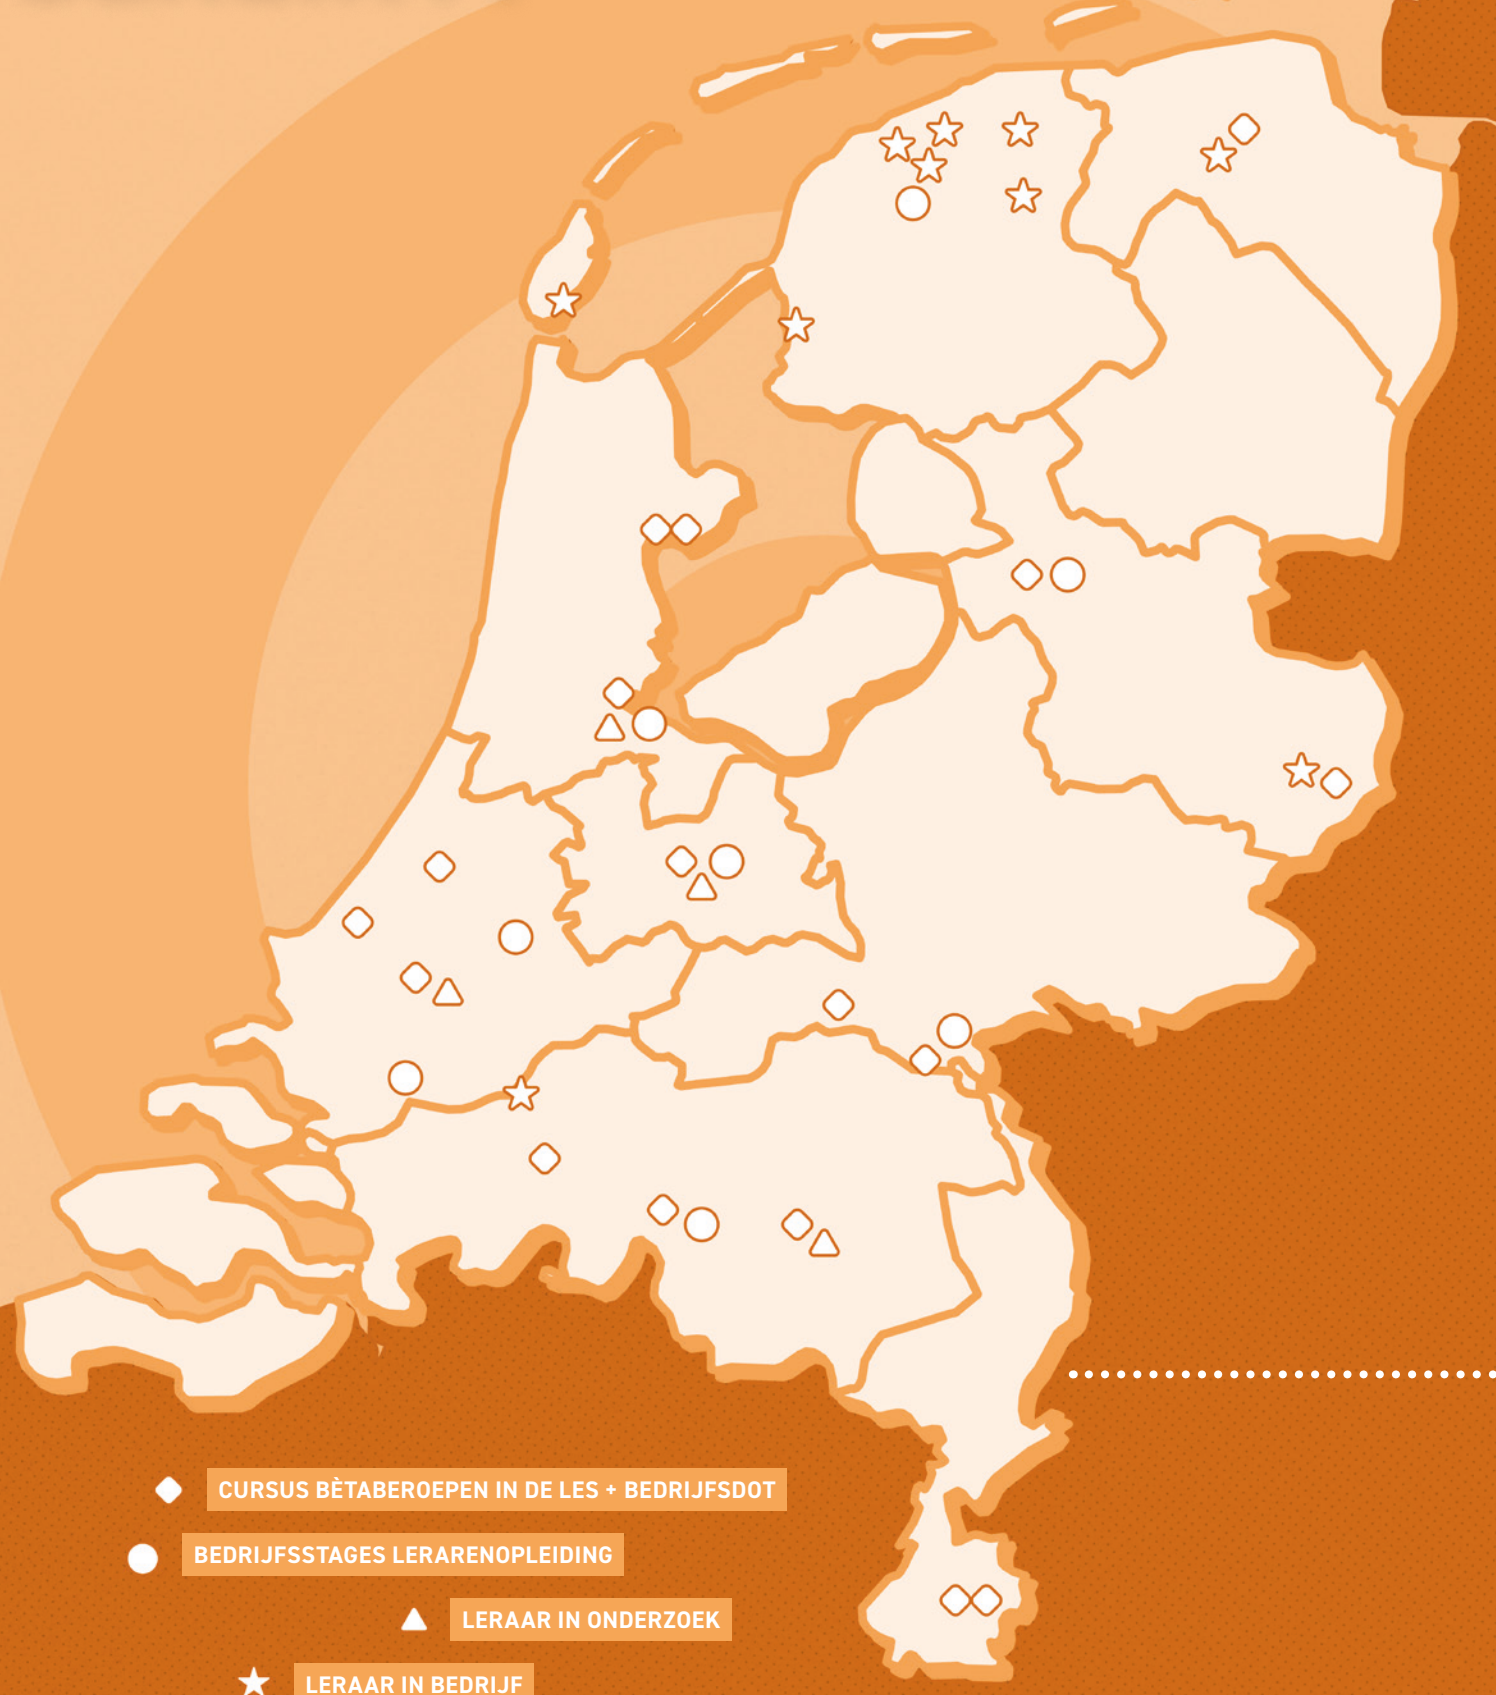 CURSUS BÈTABEROEPEN IN DE LES + BEDRIJFSDOT
BEDRIJFSSTAGES LERARENOPLEIDING
LERAAR IN ONDERZOEK
LERAAR IN BEDRIJF